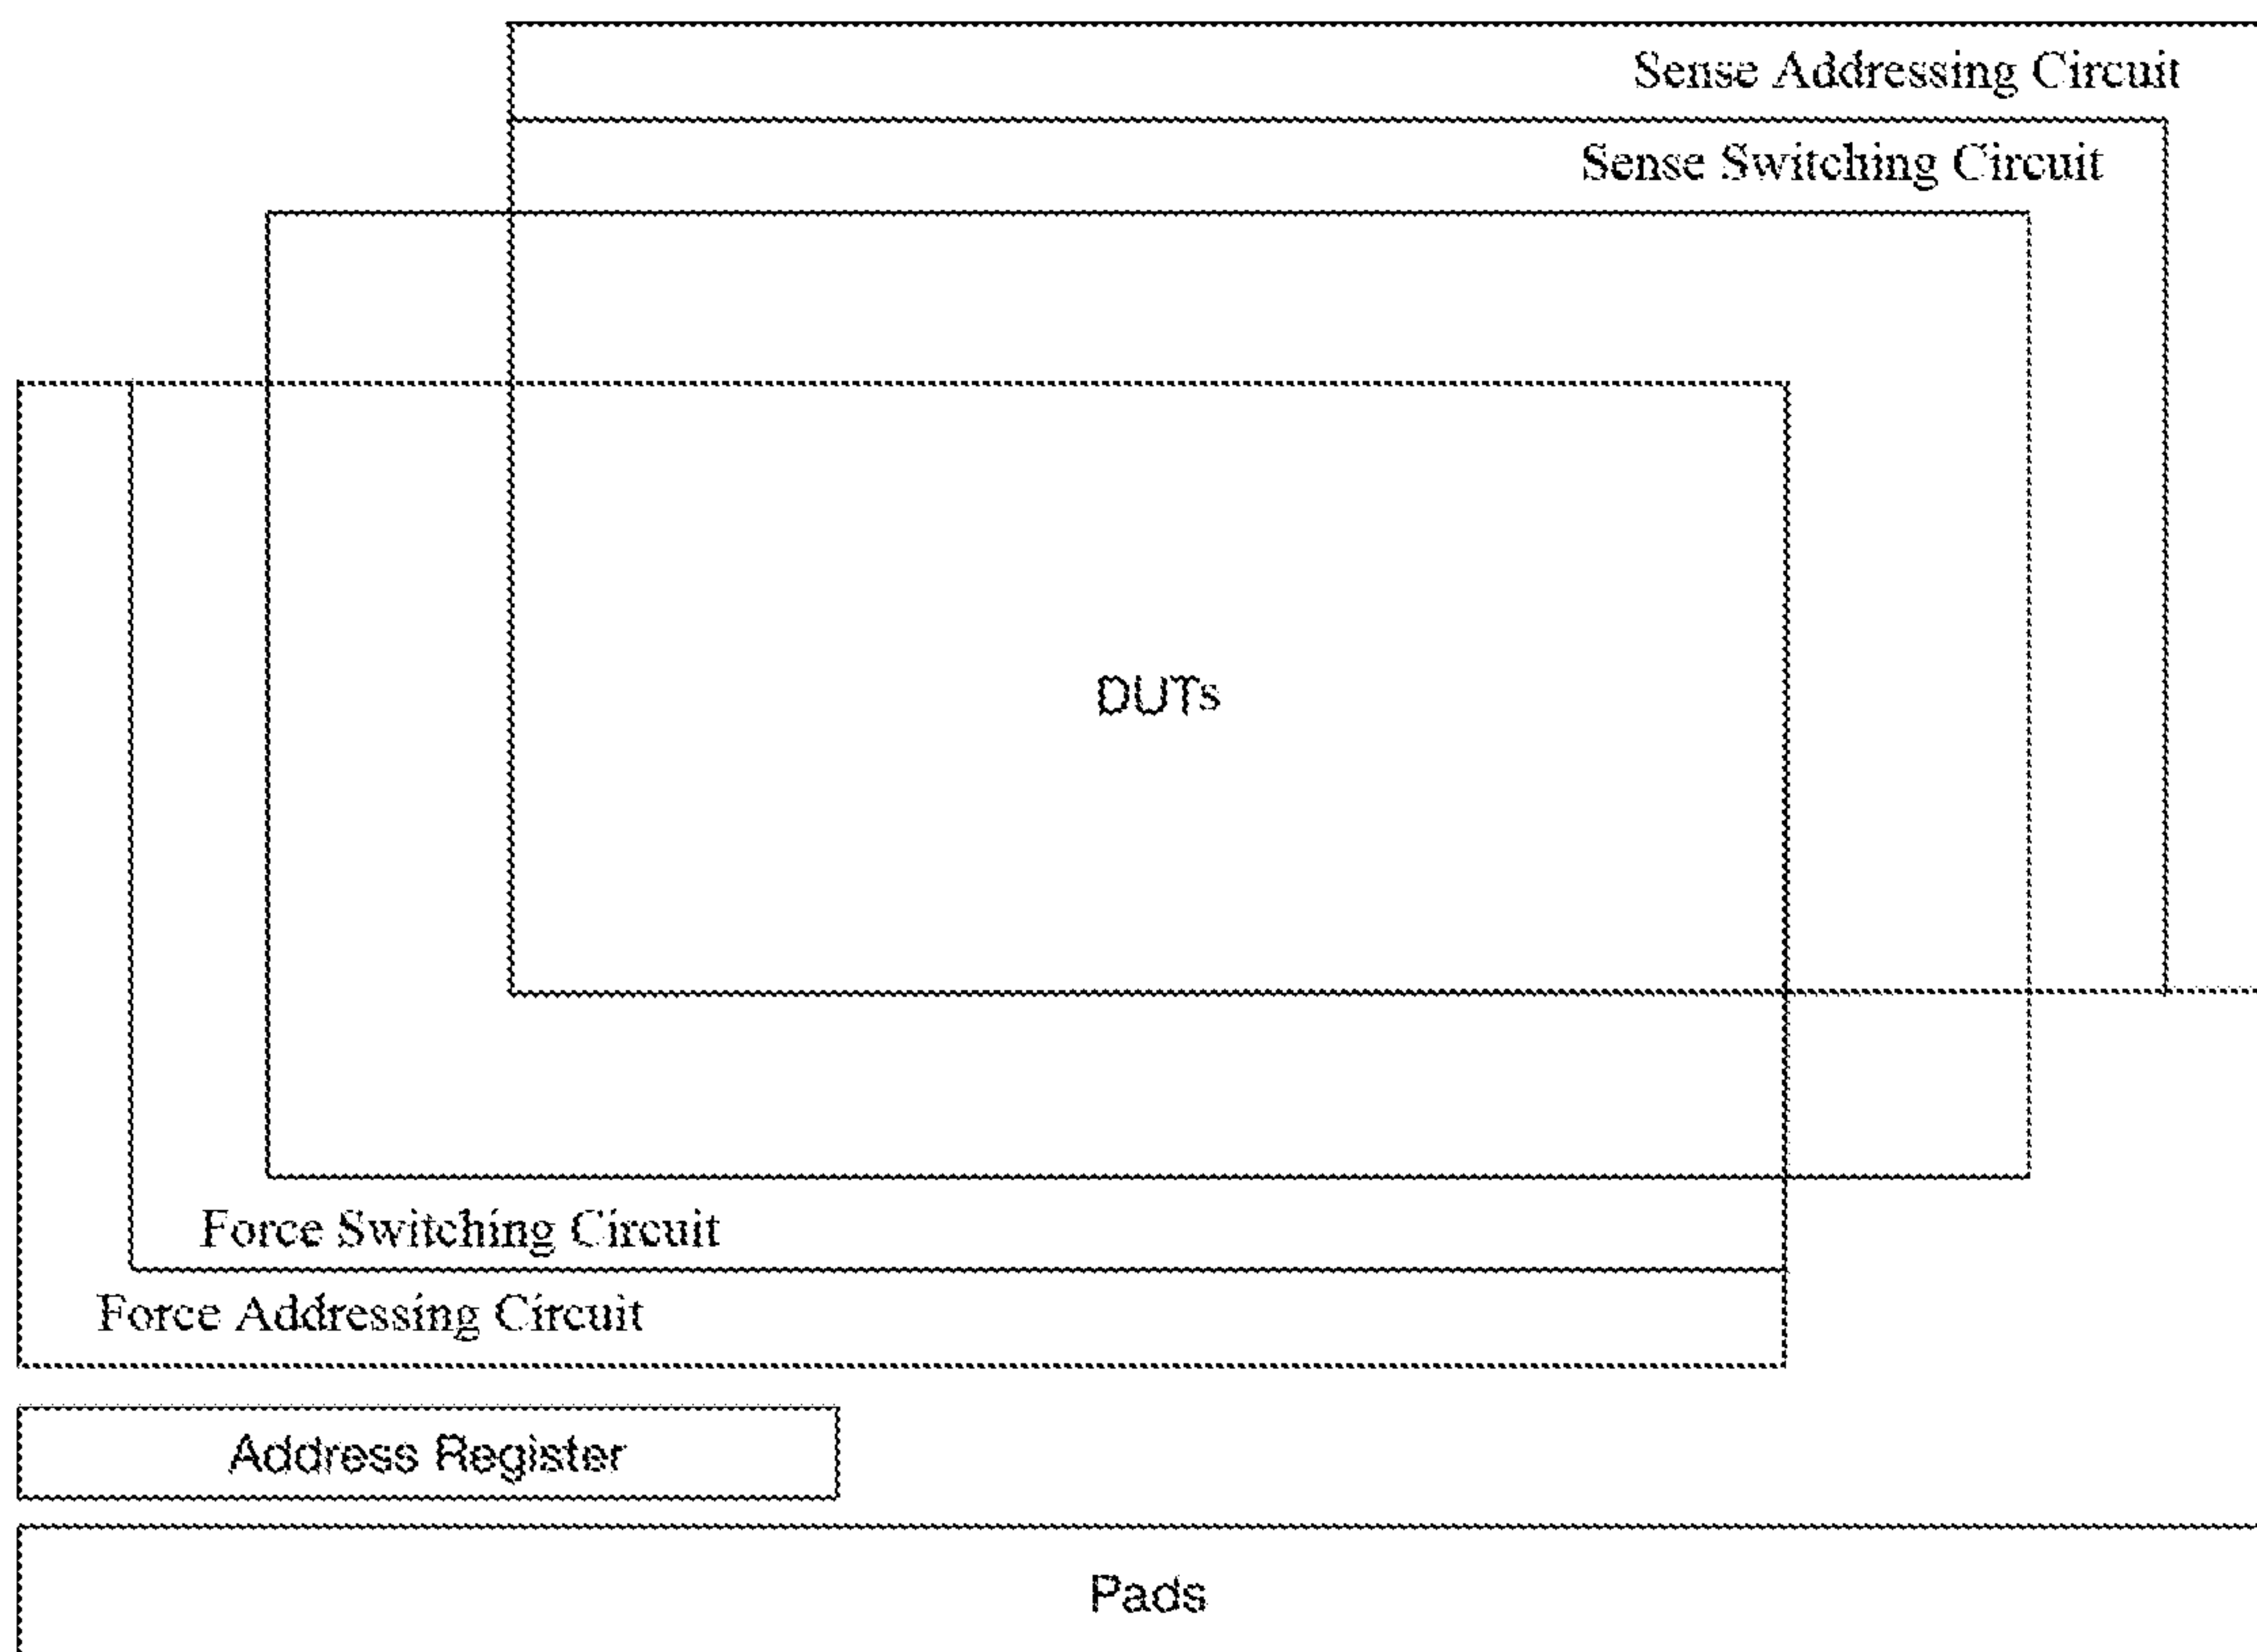 Sense Addressing Circuit
Sense Switching Circuit
DUTs
Force Switching Circuit
Force Addressing Circuit
Address Register
Pads